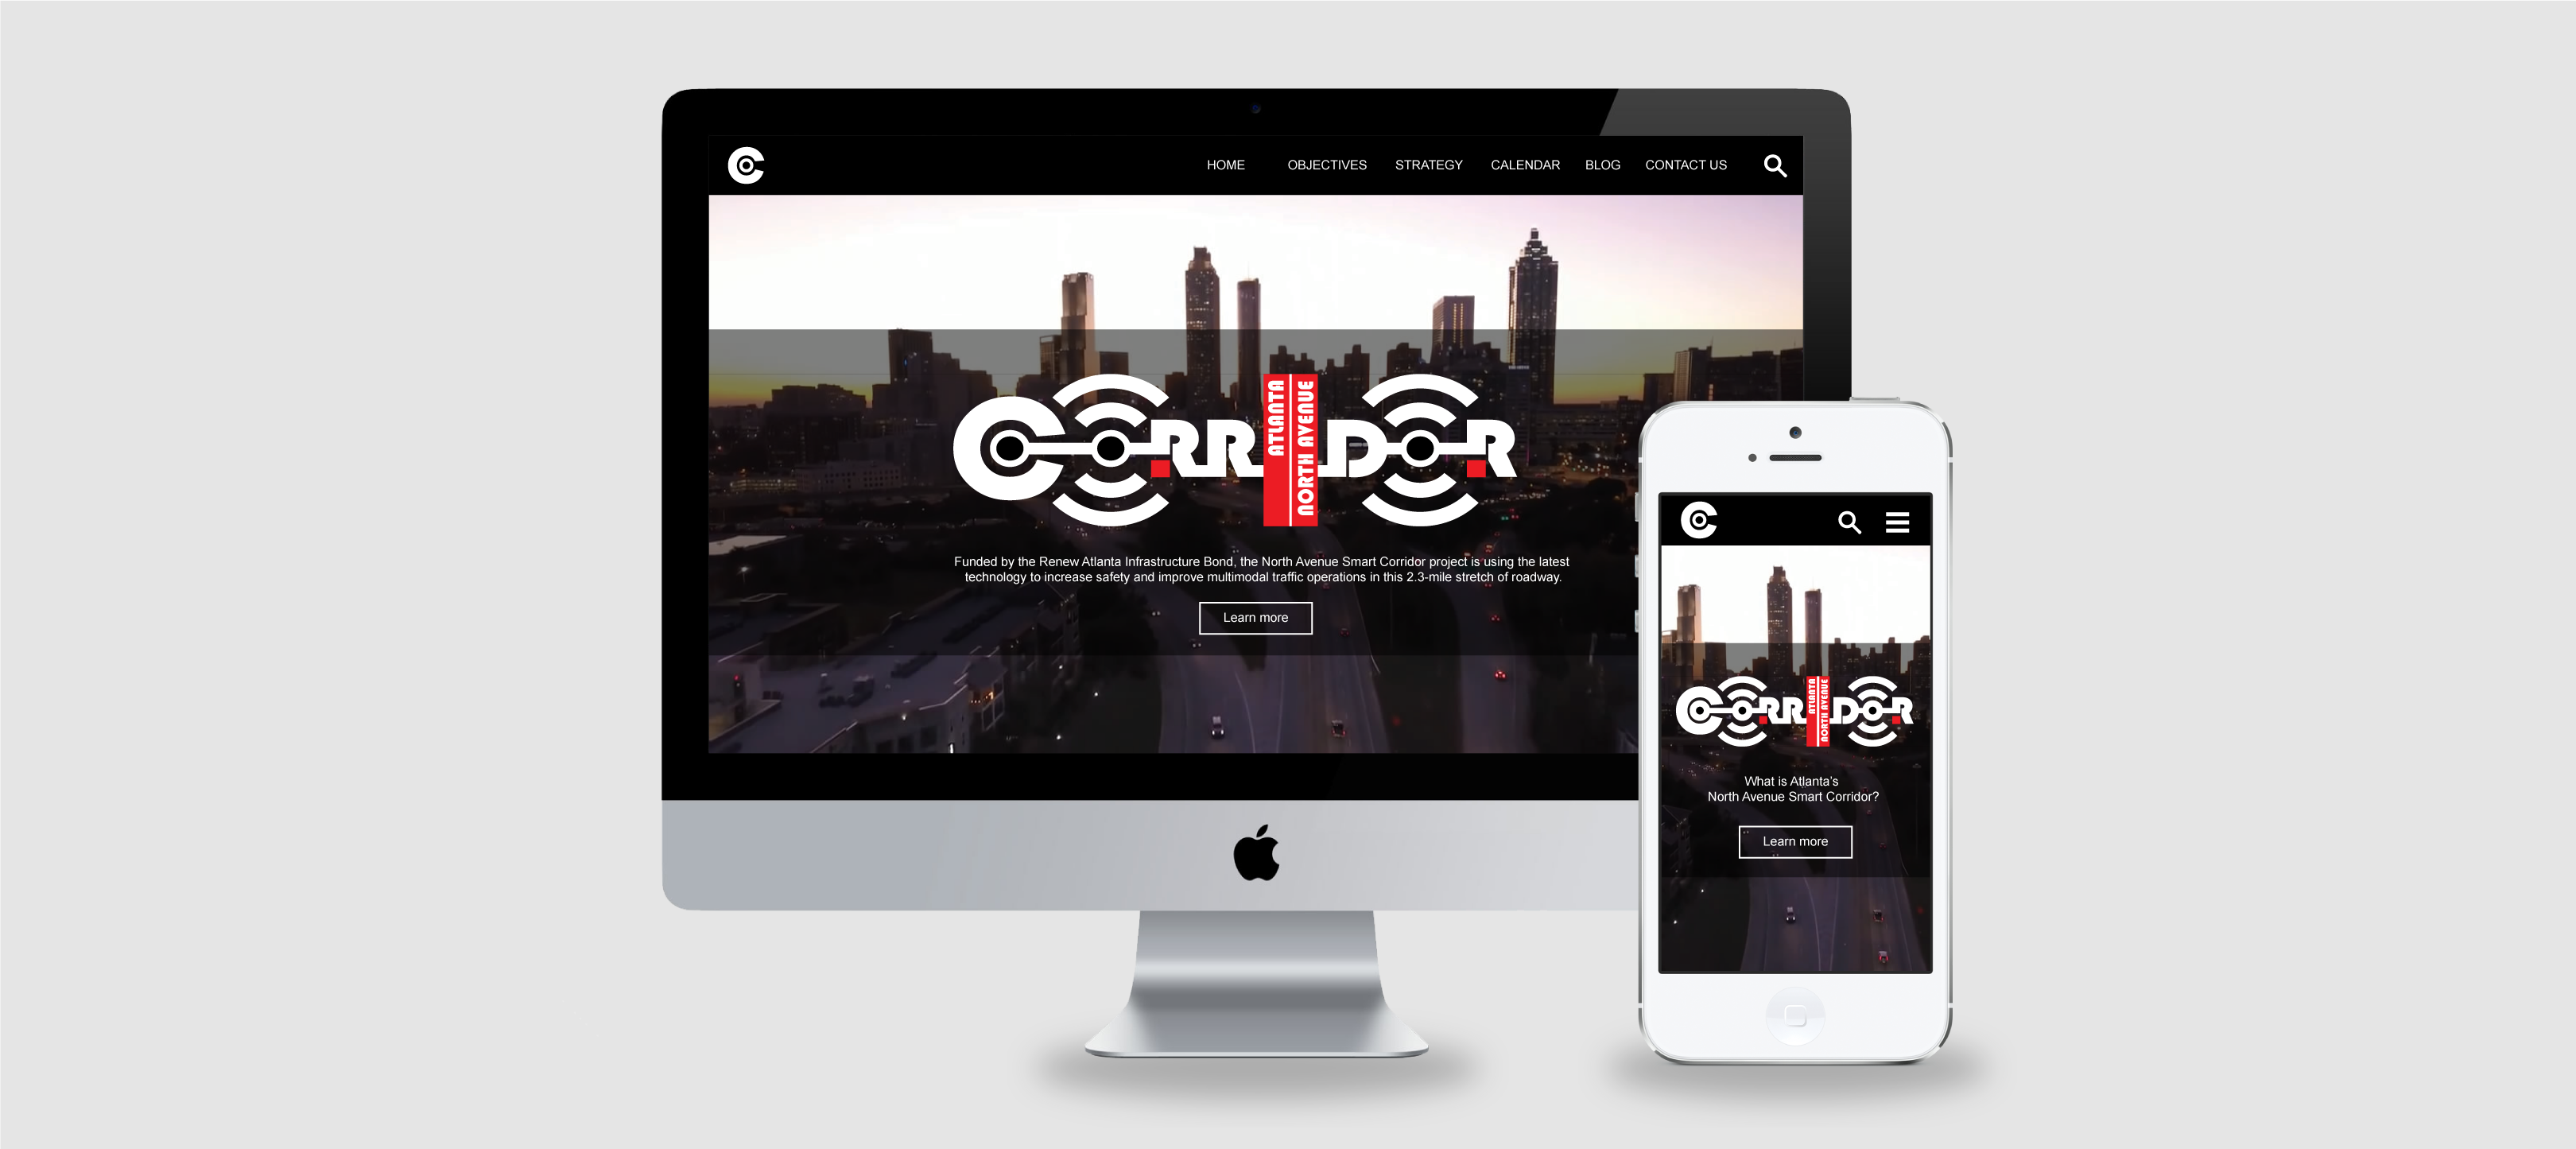 HOME OBJECTIVES STRATEGY CALENDAR BLOG CONTACT US
CORRIDOR
ATLANTA
NORTH AVENUE
Funded by the Renew Atlanta Infrastructure Bond, the North Avenue Smart Corridor project is using the latest
technology to increase safety and improve multimodal traffic operations in this 2.3-mile stretch of roadway.
Learn more
CORRIDOR
ATLANTA
NORTH AVENUE
What is Atlanta's
North Avenue Smart Corridor?
Learn more